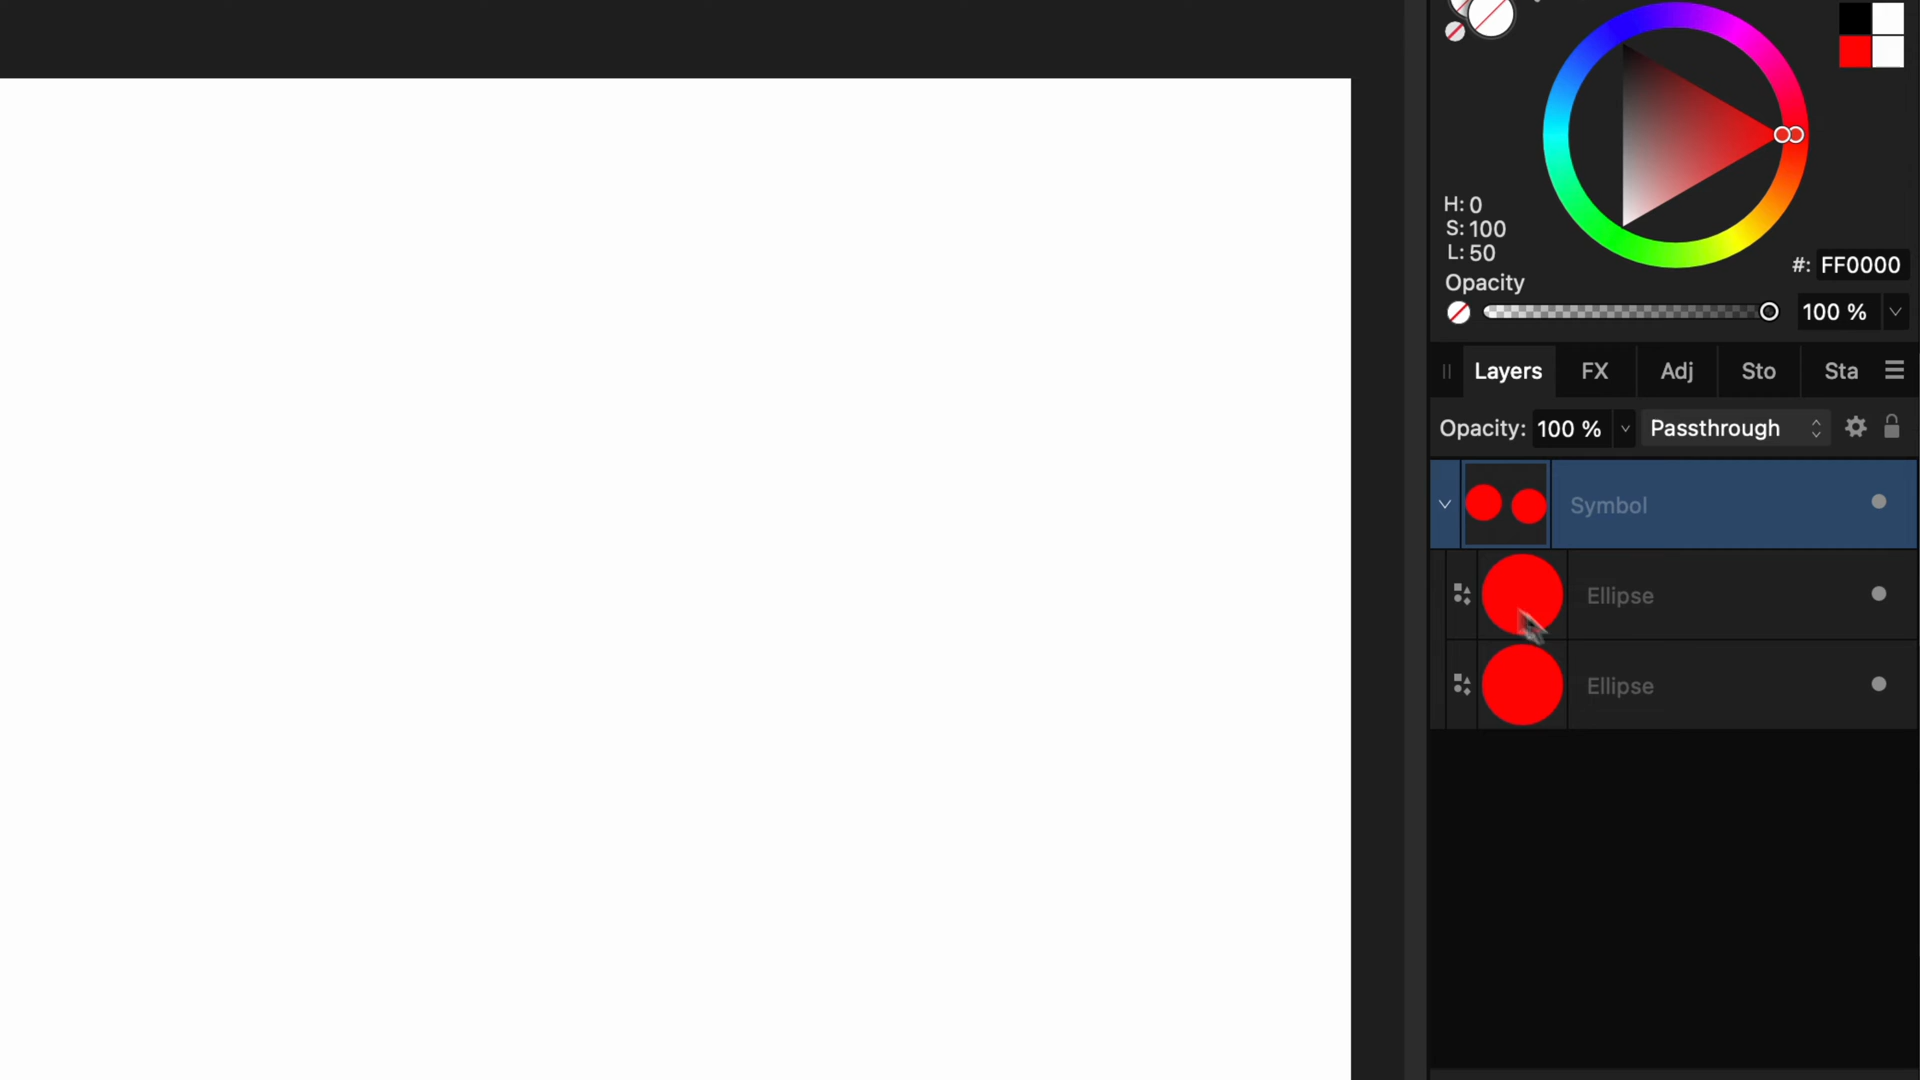 H: 0
S: 100
L: 50
#: FF0000
Opacity
100 %
Layers FX Adj Sto Sta
Opacity: 100 % Passthrough
Symbol
Ellipse
Ellipse